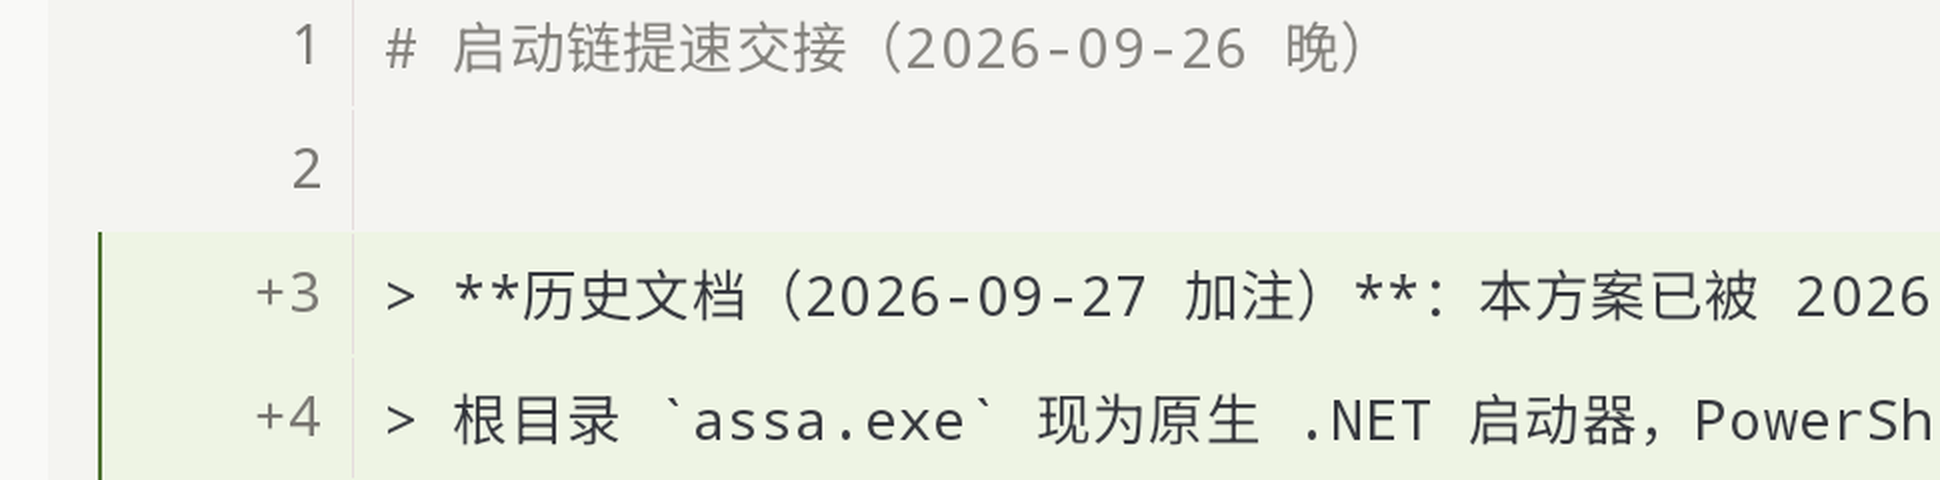 1 # 启动链提速交接（2026-09-26 晚）
2
+3 > **历史文档（2026-09-27 加注）**：本方案已被 2026
+4 > 根目录 `assa.exe` 现为原生 .NET 启动器，PowerSh